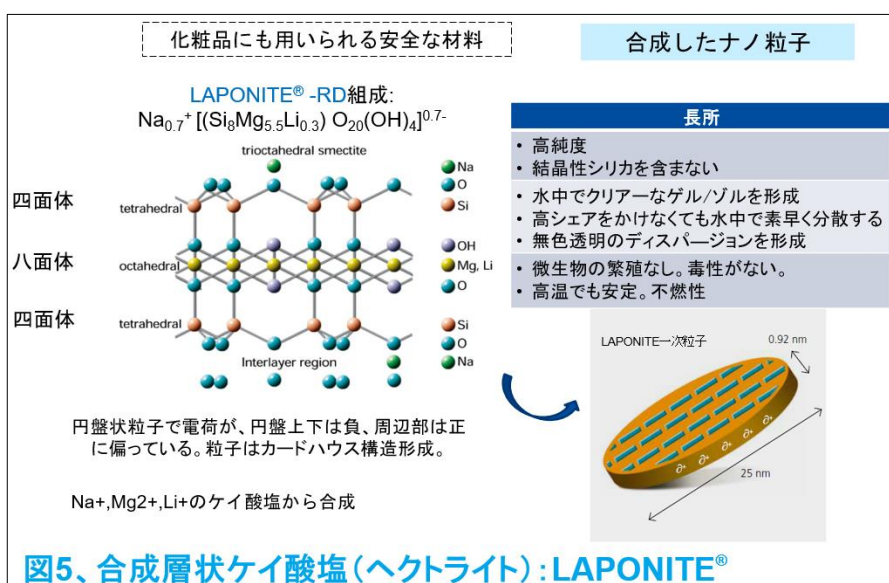 化粧品にも用いられる安全な材料
合成したナノ粒子
LAPONITE® -RD組成:
Na0.7+ [(Si8Mg5.5Li0.3) O20(OH)4]0.7-
trioctahedral smectite
Na
O
四面体
tetrahedral
Si
OH
八面体
octahedral
Mg, Li
O
四面体
tetrahedral
Si
O
Interlayer region
Na
円盤状粒子で電荷が、円盤上下は負、周辺部は正
に偏っている。粒子はカードハウス構造形成。
Na+,Mg2+,Li+のケイ酸塩から合成
長所
• 高純度
• 結晶性シリカを含まない
• 水中でクリアーなゲル/ゾルを形成
• 高シェアをかけなくても水中で素早く分散する
• 無色透明のディスパージョンを形成
• 微生物の繁殖なし。毒性がない。
• 高温でも安定。不燃性
LAPONITE一次粒子
0.92 nm
∂+ ∂+ ∂+ ∂+ ∂+
25 nm
図5、合成層状ケイ酸塩(ヘクトライト):LAPONITE®